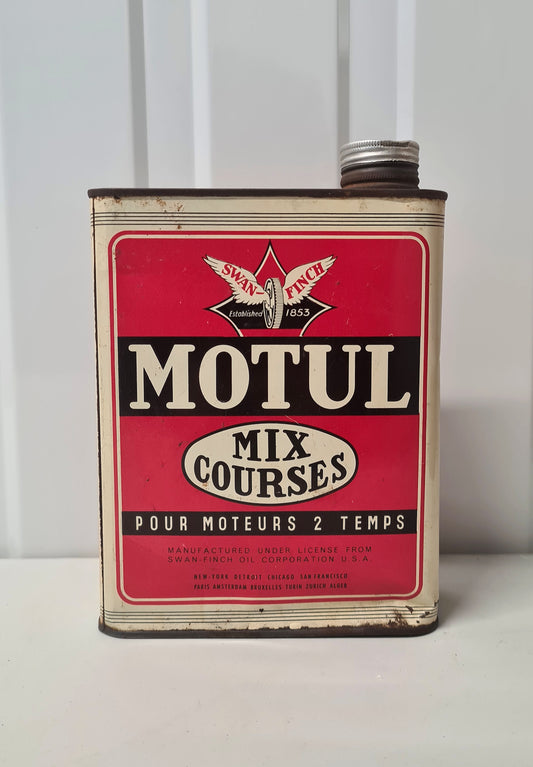 SWAN-FINCH
Established 1853
MOTUL
MIX
COURSES
POUR MOTEURS 2 TEMPS
MANUFACTURED UNDER LICENSE FROM
SWAN-FINCH OIL CORPORATION U.S.A.
NEW-YORK DETROIT CHICAGO SAN FRANCISCO
PARIS AMSTERDAM BRUXELLES TURIN ZURICH ALGER